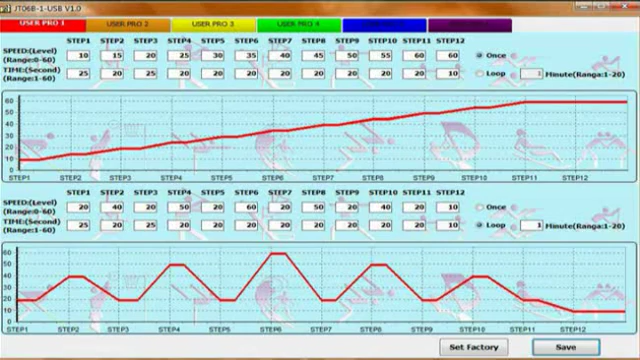 JT06B-1-USB V1.0
USER PRO 1 USER PRO 2 USER PRO 3 USER PRO 4
STEP1 STEP2 STEP3 STEP4 STEP5 STEP6 STEP7 STEP8 STEP9 STEP10 STEP11 STEP12
SPEED:(Level) 10 15 20 25 30 35 40 45 50 55 60 60 Once
(Range:0-60)
TIME:(Second) 25 20 25 20 20 20 20 20 20 20 20 10 Loop 1 Minute(Ranga:1-20)
(Range:1-60)
60
50
40
30
20
10
0
STEP1 STEP2 STEP3 STEP4 STEP5 STEP6 STEP7 STEP8 STEP9 STEP10 STEP11 STEP12
STEP1 STEP2 STEP3 STEP4 STEP5 STEP6 STEP7 STEP8 STEP9 STEP10 STEP11 STEP12
SPEED:(Level) 20 40 20 50 20 60 20 50 20 40 20 10 Once
(Range:0-60)
TIME:(Second) 25 20 25 20 20 20 20 20 20 20 20 10 Loop 1 Minute(Ranga:1-20)
(Range:1-60)
60
50
40
30
20
10
0
STEP1 STEP2 STEP3 STEP4 STEP5 STEP6 STEP7 STEP8 STEP9 STEP10 STEP11 STEP12
Set Factory Save